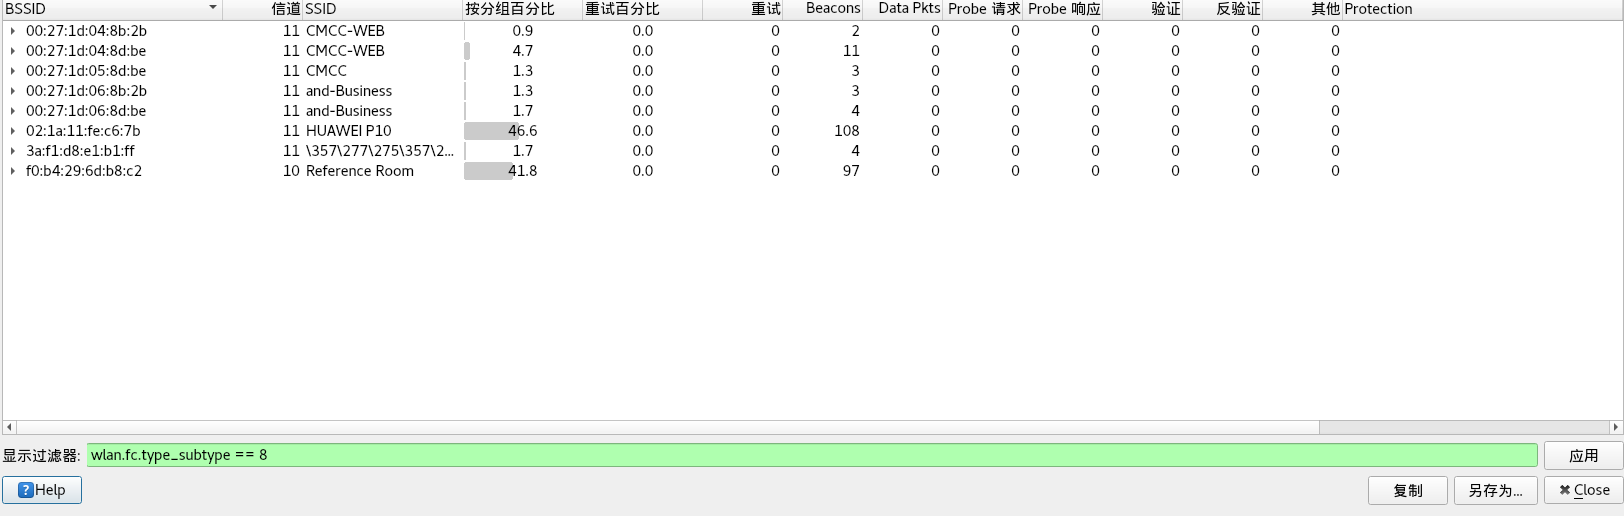 BSSID 信道 SSID 按分组百分比 重试百分比 重试 Beacons Data Pkts Probe 请求 Probe 响应 验证 反验证 其他 Protection
00:27:1d:04:8b:2b 11 CMCC-WEB 0.9 0.0 0 2 0 0 0 0 0 0
00:27:1d:04:8d:be 11 CMCC-WEB 4.7 0.0 0 11 0 0 0 0 0 0
00:27:1d:05:8d:be 11 CMCC 1.3 0.0 0 3 0 0 0 0 0 0
00:27:1d:06:8b:2b 11 and-Business 1.3 0.0 0 3 0 0 0 0 0 0
00:27:1d:06:8d:be 11 and-Business 1.7 0.0 0 4 0 0 0 0 0 0
02:1a:11:fe:c6:7b 11 HUAWEI P10 46.6 0.0 0 108 0 0 0 0 0 0
3a:f1:d8:e1:b1:ff 11 \357\277\275\357\2... 1.7 0.0 0 4 0 0 0 0 0 0
f0:b4:29:6d:b8:c2 10 Reference Room 41.8 0.0 0 97 0 0 0 0 0 0
显示过滤器: wlan.fc.type_subtype == 8 应用
Help 复制 另存为... Close